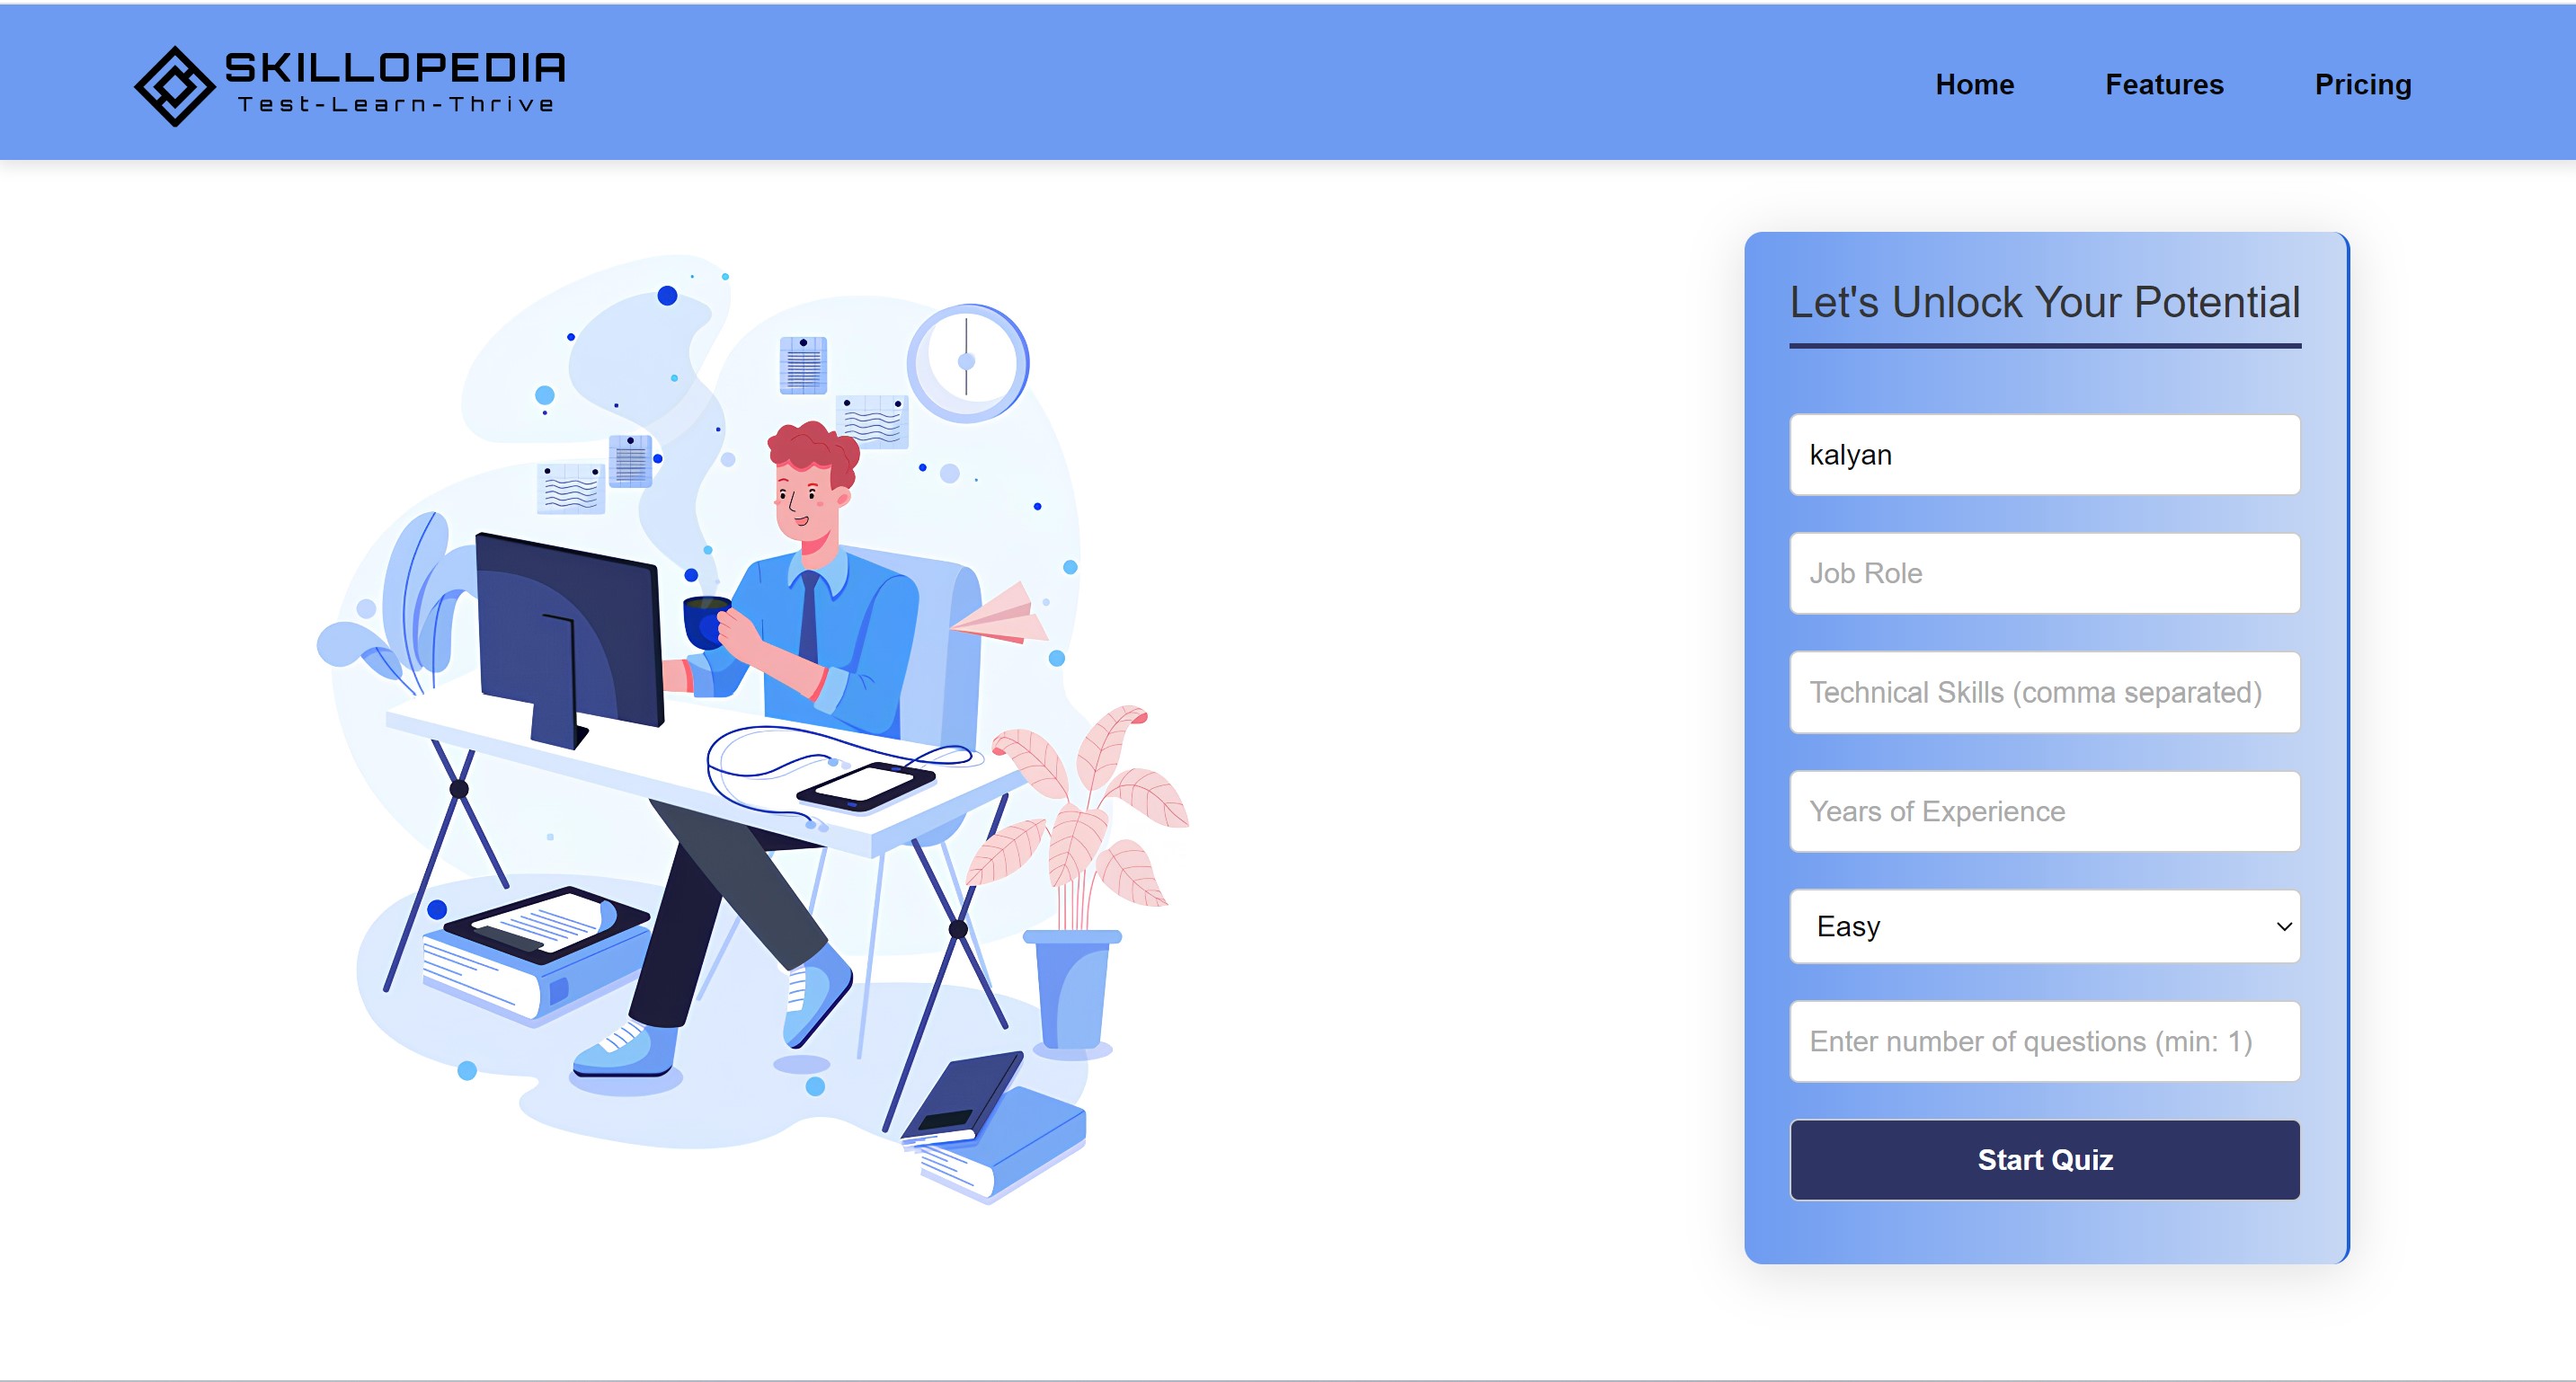 SKILLOPEDIA
Test-Learn-Thrive
Home Features Pricing
Let's Unlock Your Potential
kalyan
Job Role
Technical Skills (comma separated)
Years of Experience
Easy
Enter number of questions (min: 1)
Start Quiz